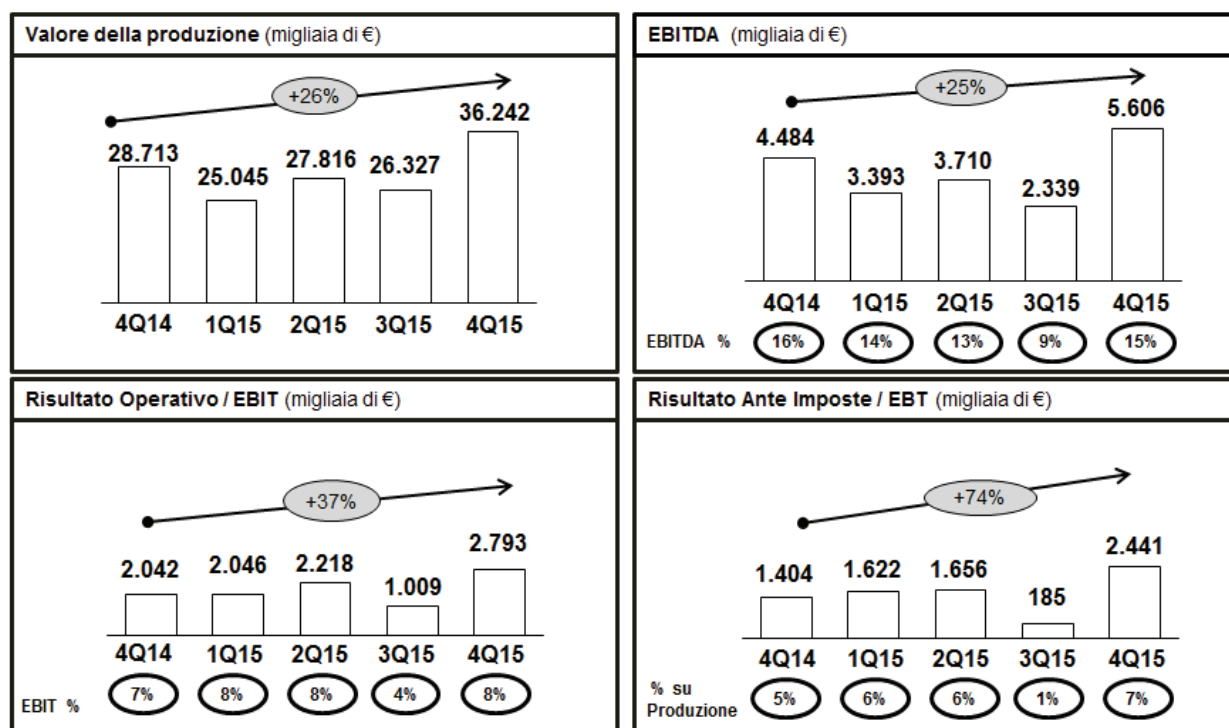 Valore della produzione (migliaia di €)
+26%
28.713
25.045
27.816
26.327
36.242
4Q14 1Q15 2Q15 3Q15 4Q15
EBITDA (migliaia di €)
+25%
4.484
3.393
3.710
2.339
5.606
4Q14 1Q15 2Q15 3Q15 4Q15
EBITDA % 16% 14% 13% 9% 15%
Risultato Operativo / EBIT (migliaia di €)
+37%
2.042
2.046
2.218
1.009
2.793
4Q14 1Q15 2Q15 3Q15 4Q15
EBIT % 7% 8% 8% 4% 8%
Risultato Ante Imposte / EBT (migliaia di €)
+74%
1.404
1.622
1.656
185
2.441
4Q14 1Q15 2Q15 3Q15 4Q15
% su
Produzione 5% 6% 6% 1% 7%